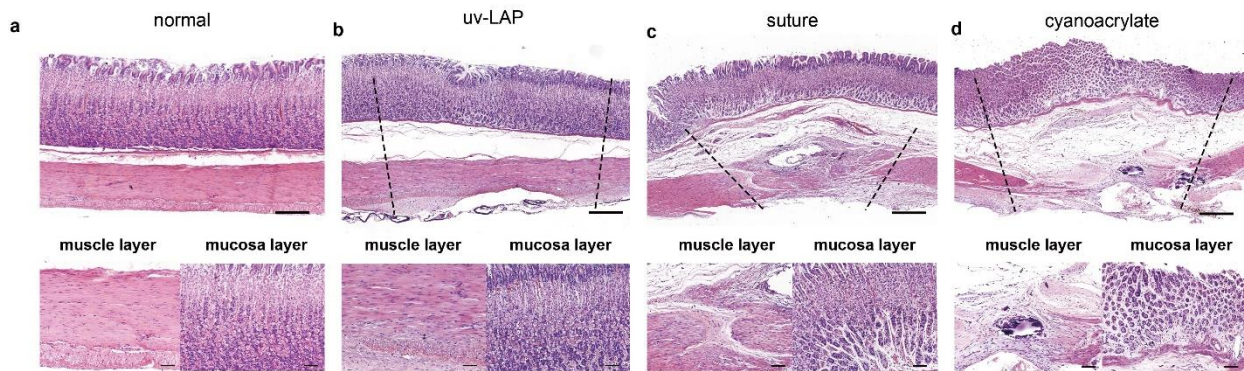 normal
uv-LAP
suture
cyanoacrylate
a
b
c
d
muscle layer
mucosa layer
muscle layer
mucosa layer
muscle layer
mucosa layer
muscle layer
mucosa layer